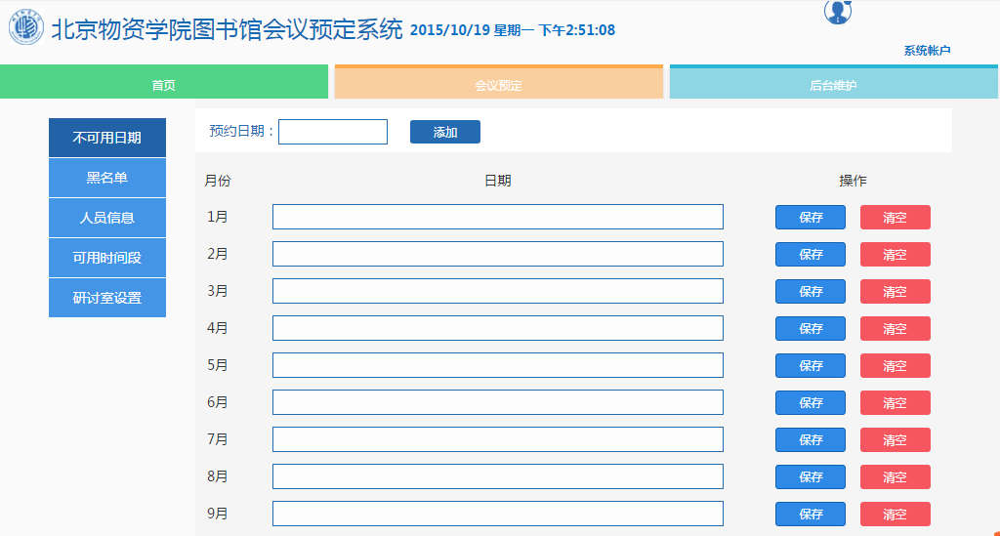 北京物资学院图书馆会议预定系统 2015/10/19 星期一 下午2:51:08
系统帐户
首页 会议预定 后台维护
不可用日期
黑名单
人员信息
可用时间段
研讨室设置
预约日期： 添加
月份 日期 操作
1月 保存 清空
2月 保存 清空
3月 保存 清空
4月 保存 清空
5月 保存 清空
6月 保存 清空
7月 保存 清空
8月 保存 清空
9月 保存 清空